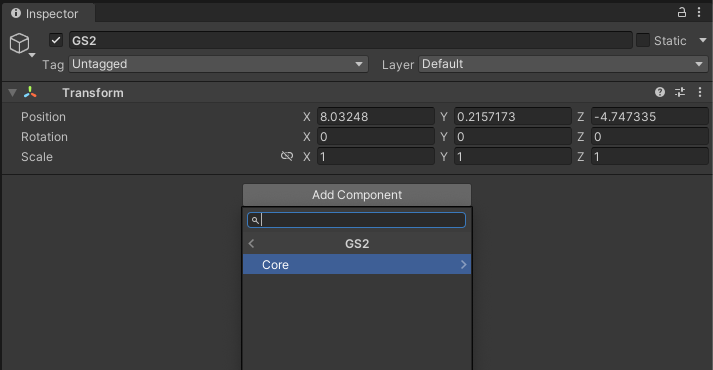 Inspector
GS2 Static
Tag Untagged Layer Default
Transform
Position X 8.03248 Y 0.2157173 Z -4.747335
Rotation X 0 Y 0 Z 0
Scale X 1 Y 1 Z 1
Add Component
GS2
Core